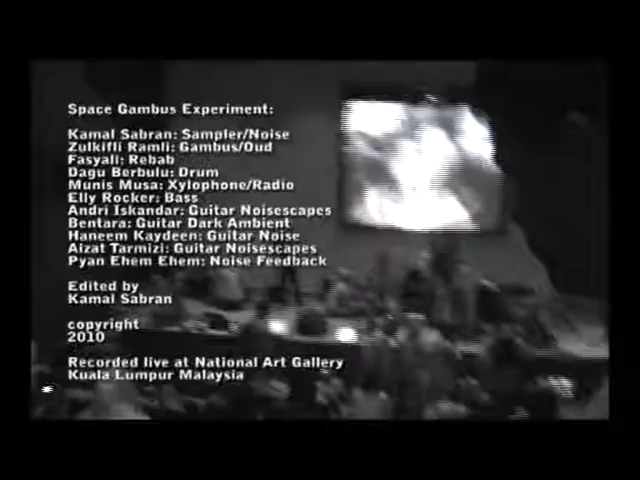 Space Gambus Experiment:
Kamal Sabran: Sampler/Noise
Zulkifli Ramli: Gambus/Oud
Fasyali: Rebab
Dagu Berbulu: Drum
Munis Musa: Xylophone/Radio
Elly Rocker: Bass
Andri Iskandar: Guitar Noisescapes
Bentara: Guitar Dark Ambient
Haneem Kaydeen: Guitar Noise
Aizat Tarmizi: Guitar Noisescapes
Pyan Ehem Ehem: Noise Feedback
Edited by
Kamal Sabran
copyright
2010
Recorded live at National Art Gallery
Kuala Lumpur Malaysia